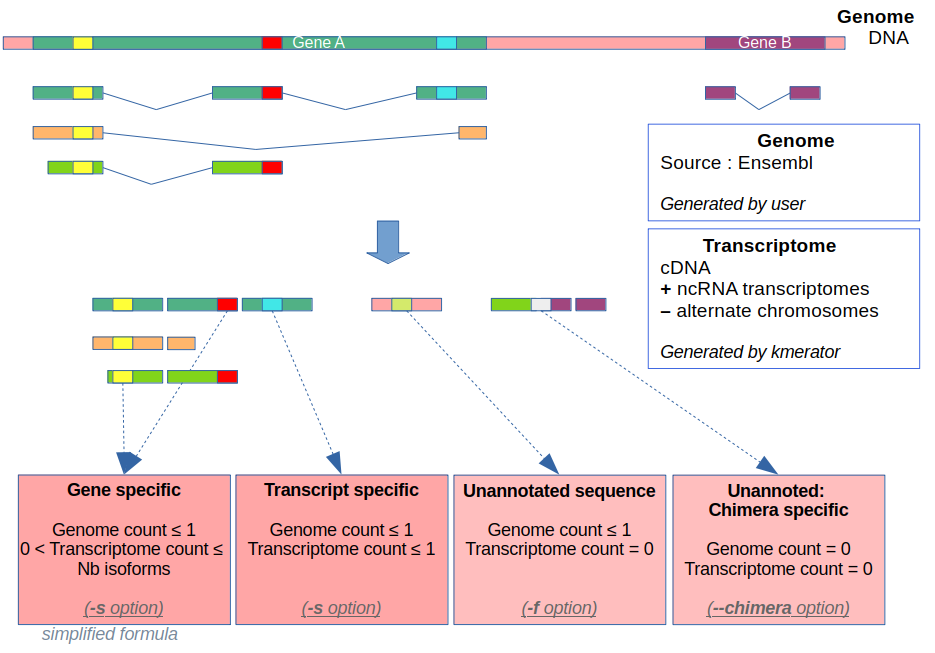 Genome
DNA
Gene A
Gene B
Genome
Source : Ensembl
Generated by user
Transcriptome
cDNA
+ ncRNA transcriptomes
– alternate chromosomes
Generated by kmerator
Gene specific
Genome count ≤ 1
0 < Transcriptome count ≤
Nb isoforms
(-s option)
Transcript specific
Genome count ≤ 1
Transcriptome count ≤ 1
(-s option)
Unannotated sequence
Genome count ≤ 1
Transcriptome count = 0
(-f option)
Unannoted:
Chimera specific
Genome count = 0
Transcriptome count = 0
(--chimera option)
simplified formula